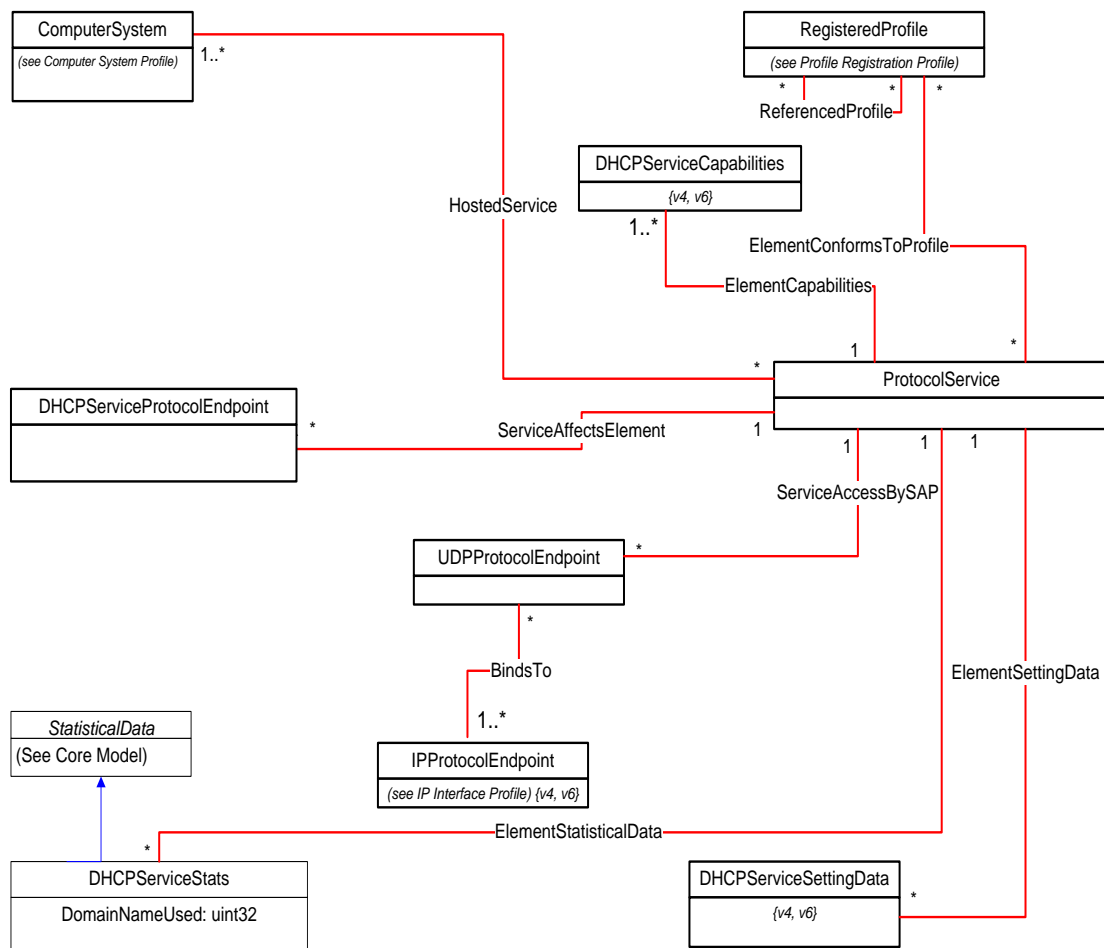 ComputerSystem
(see Computer System Profile)
1..*
RegisteredProfile
(see Profile Registration Profile)
*
*
*
ReferencedProfile
DHCPServiceCapabilities
{v4, v6}
1..*
HostedService
ElementConformsToProfile
ElementCapabilities
1
*
*
ProtocolService
DHCPServiceProtocolEndpoint
*
ServiceAffectsElement
1
1
1
1
ServiceAccessBySAP
UDPProtocolEndpoint
*
*
BindsTo
1..*
ElementSettingData
StatisticalData
(See Core Model)
IPProtocolEndpoint
(see IP Interface Profile) {v4, v6}
ElementStatisticalData
*
DHCPServiceStats
DomainNameUsed: uint32
DHCPServiceSettingData
{v4, v6}
*